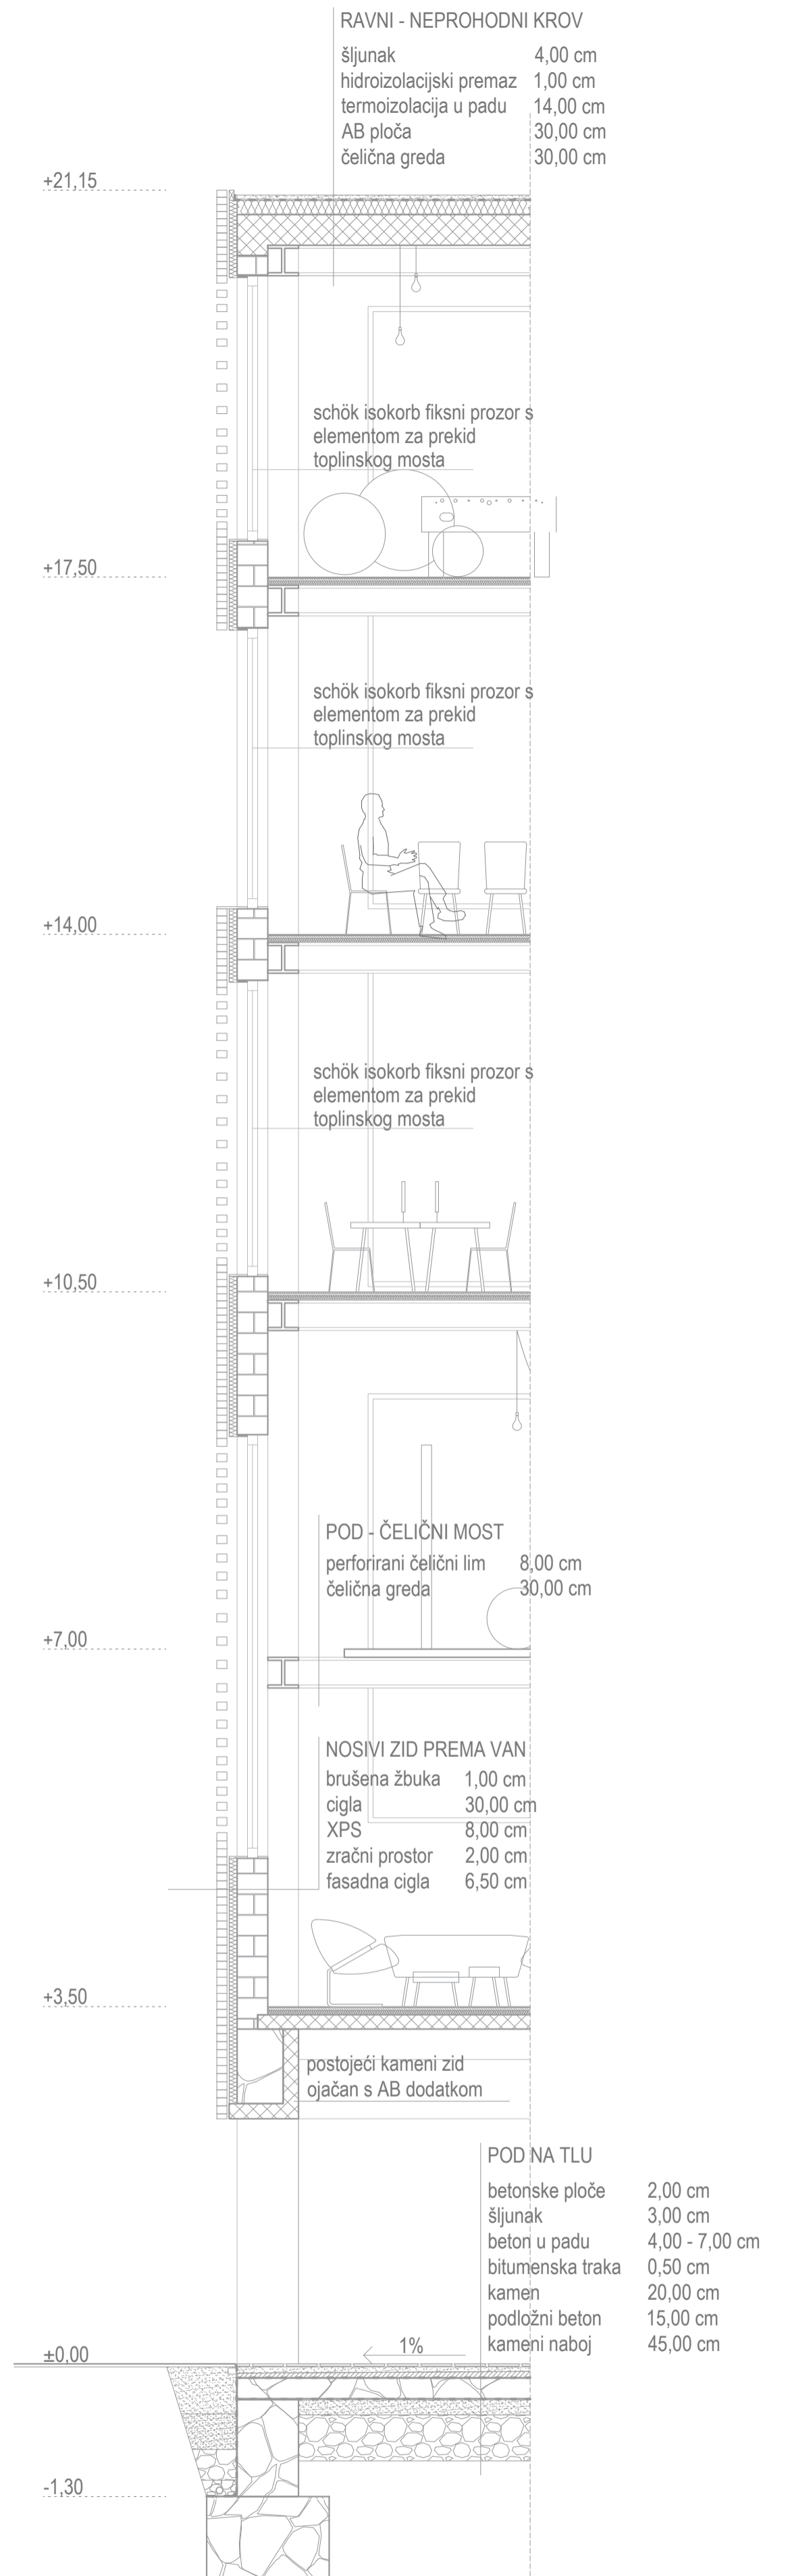 RAVNI - NEPROHODNI KROV
šljunak 4,00 cm
hidroizolacijski premaz 1,00 cm
termoizolacija u padu 14,00 cm
AB ploča 30,00 cm
čelična greda 30,00 cm
+21,15
schök isokorb fiksni prozor s
elementom za prekid
toplinskog mosta
+17,50
schök isokorb fiksni prozor s
elementom za prekid
toplinskog mosta
+14,00
schök isokorb fiksni prozor s
elementom za prekid
toplinskog mosta
+10,50
POD - ČELIČNI MOST
perforirani čelični lim 8,00 cm
čelična greda 30,00 cm
+7,00
NOSIVI ZID PREMA VAN
brušena žbuka 1,00 cm
cigla 30,00 cm
XPS 8,00 cm
zračni prostor 2,00 cm
fasadna cigla 6,50 cm
+3,50
postojeći kameni zid
ojačan s AB dodatkom
POD NA TLU
betonske ploče 2,00 cm
šljunak 3,00 cm
beton u padu 4,00 - 7,00 cm
bitumenska traka 0,50 cm
kamen 20,00 cm
podložni beton 15,00 cm
kameni naboj 45,00 cm
1%
±0,00
-1,30